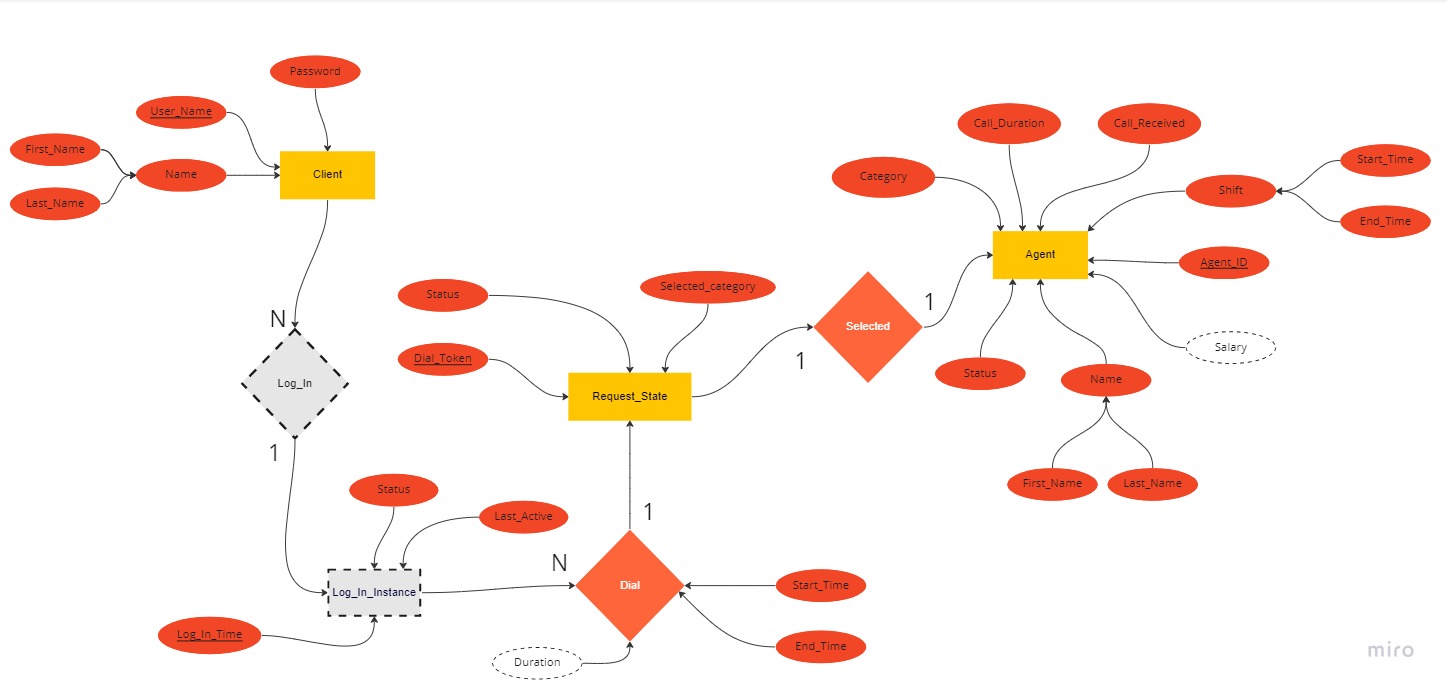 Password
User_Name
First_Name
Name
Last_Name
Client
N
Log_In
1
Status
Last_Active
Log_In_Instance
Log_In_Time
N
Dial
1
Start_Time
End_Time
Duration
Status
Selected_category
Dial_Token
Request_State
1
Selected
1
Category
Call_Duration
Call_Received
Shift
Start_Time
End_Time
Agent
Agent_ID
Salary
Status
Name
First_Name
Last_Name
miro